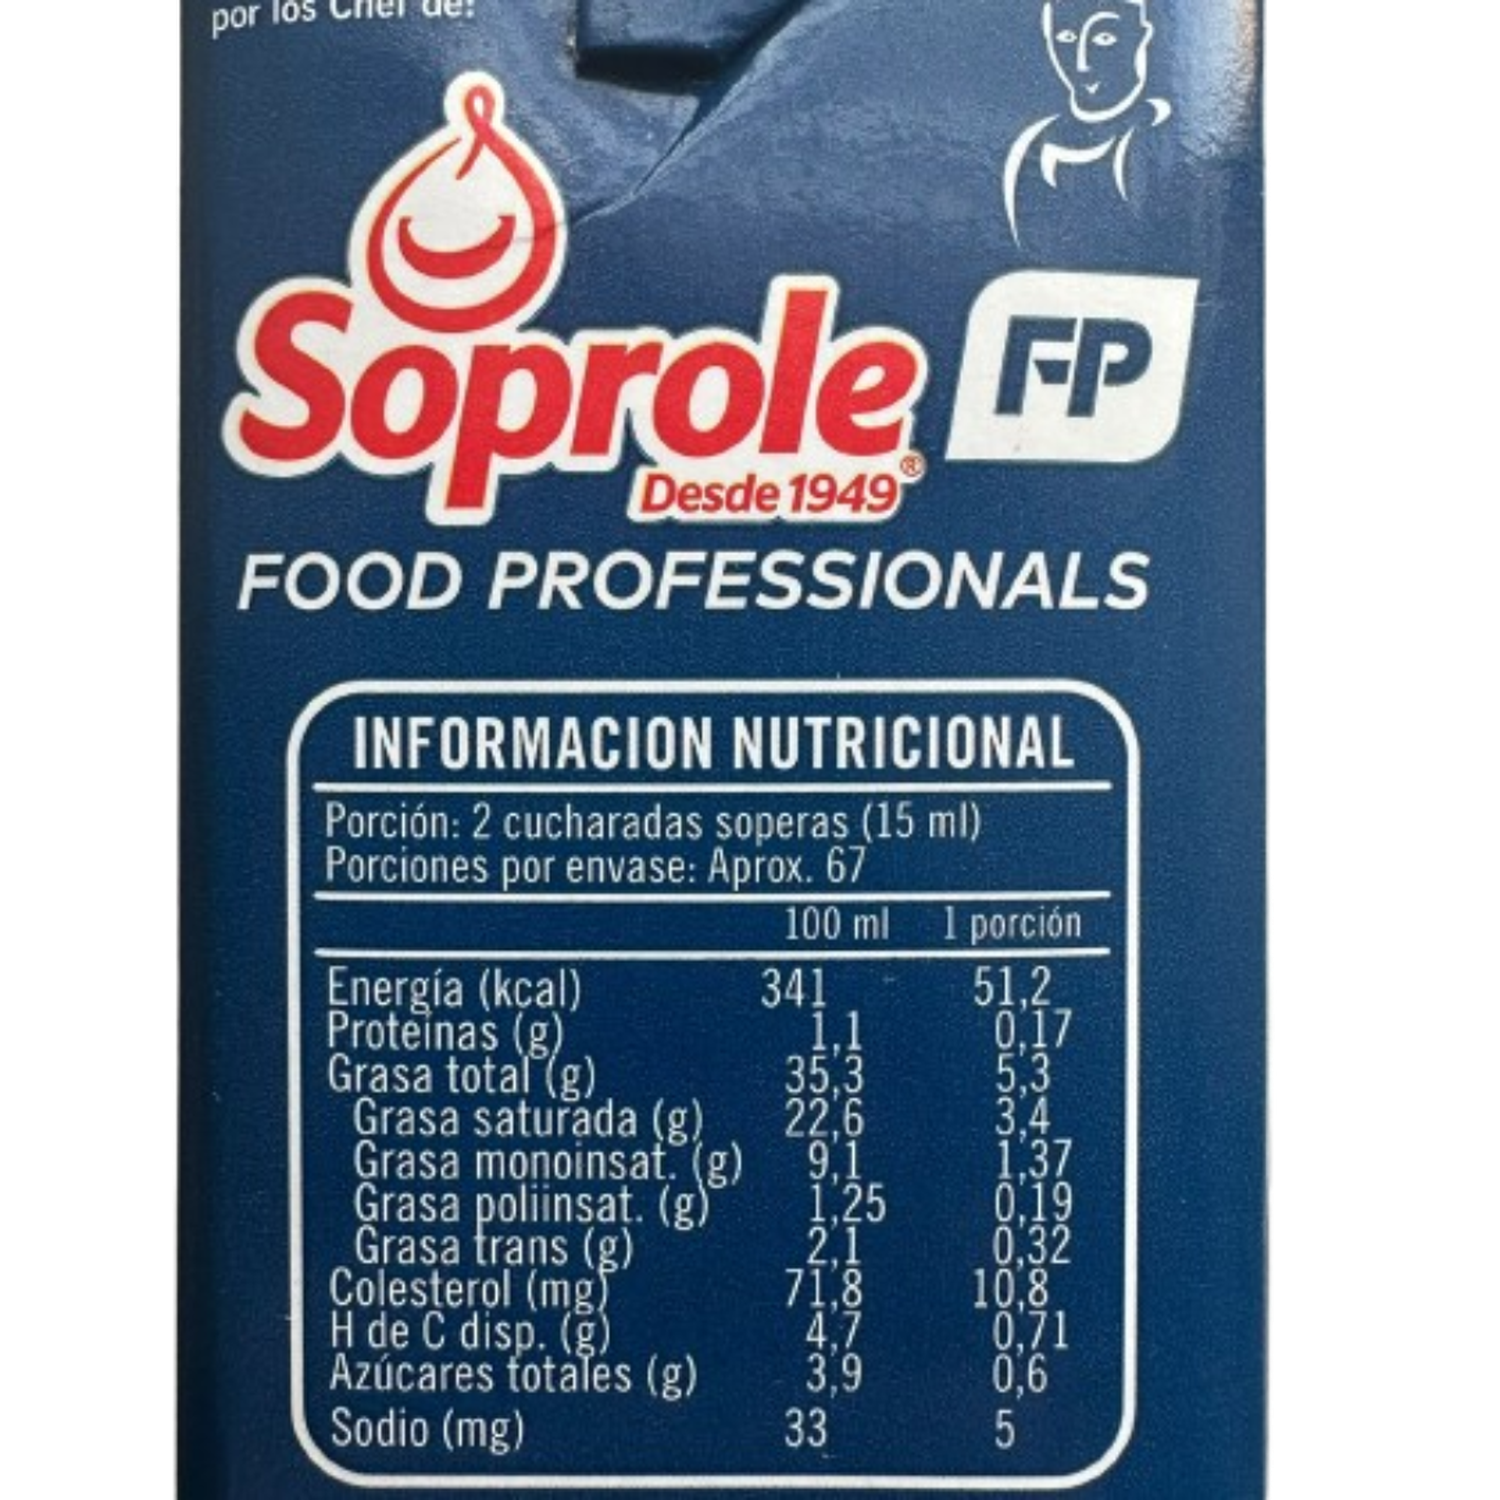 por los Chef de:
Soprole
®
Desde 1949
FP
FOOD PROFESSIONALS
INFORMACION NUTRICIONAL
Porción: 2 cucharadas soperas (15 ml)
Porciones por envase: Aprox. 67
100 ml 1 porción
Energía (kcal) 341 51,2
Proteínas (g) 1,1 0,17
Grasa total (g) 35,3 5,3
Grasa saturada (g) 22,6 3,4
Grasa monoinsat. (g) 9,1 1,37
Grasa poliinsat. (g) 1,25 0,19
Grasa trans (g) 2,1 0,32
Colesterol (mg) 71,8 10,8
H de C disp. (g) 4,7 0,71
Azúcares totales (g) 3,9 0,6
Sodio (mg) 33 5